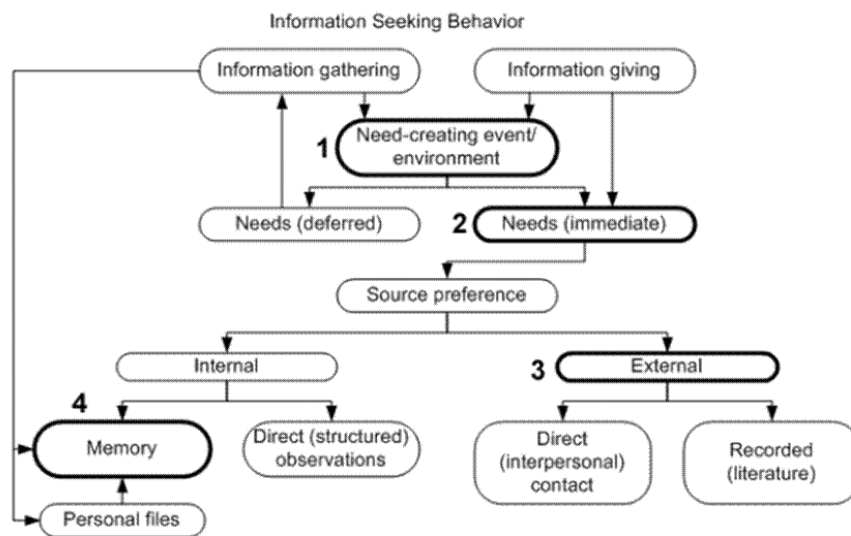 Information Seeking Behavior
Information gathering
Information giving
1
Need-creating event/
environment
Needs (deferred)
2
Needs (immediate)
Source preference
Internal
3
External
4
Memory
Direct (structured)
observations
Direct
(interpersonal)
contact
Recorded
(literature)
Personal files